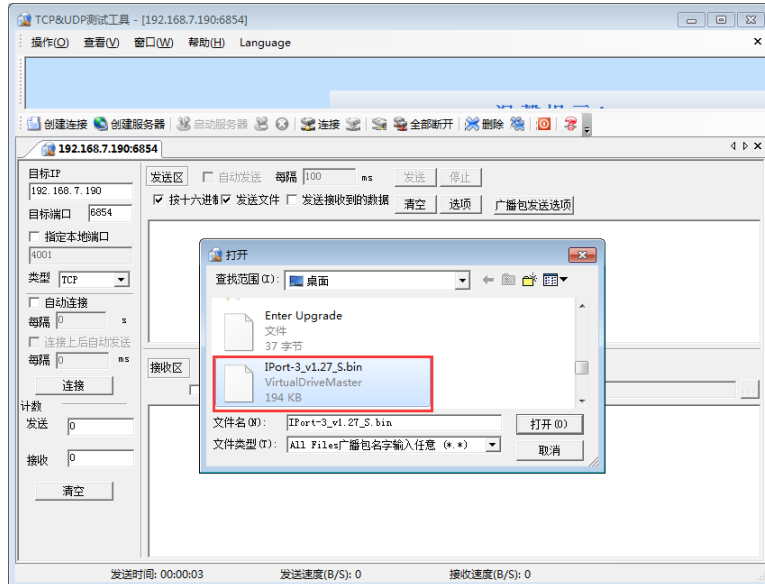 TCP&UDP测试工具 - [192.168.7.190:6854]
操作(O) 查看(V) 窗口(W) 帮助(H) Language
创建连接 创建服务器 启动服务器 连接 全部断开 删除
192.168.7.190:6854
目标IP
192.168.7.190
目标端口 6854
指定本地端口
4001
类型 TCP
自动连接
每隔 0 s
连接上后自动发送
每隔 0 ms
连接
计数
发送 0
接收 0
清空
发送区 自动发送 每隔 100 ms 发送 停止
按十六进制 发送文件 发送接收到的数据 清空 选项 广播包发送选项
接收区
打开
查找范围(I): 桌面
Enter Upgrade
文件
37 字节
IPort-3_v1.27_S.bin
VirtualDriveMaster
194 KB
文件名(N): IPort-3_v1.27_S.bin 打开(O)
文件类型(T): All Files广播包名字输入任意 (*.*) 取消
发送时间: 00:00:03 发送速度(B/S): 0 接收速度(B/S): 0